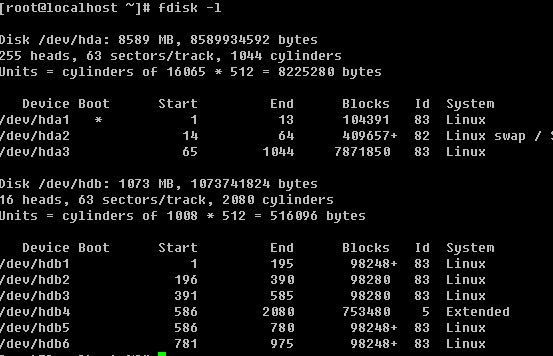 [root@localhost ~]# fdisk -l
Disk /dev/hda: 8589 MB, 8589934592 bytes
255 heads, 63 sectors/track, 1044 cylinders
Units = cylinders of 16065 * 512 = 8225280 bytes
Device Boot Start End Blocks Id System
/dev/hda1 * 1 13 104391 83 Linux
/dev/hda2 14 64 409657+ 82 Linux swap /
/dev/hda3 65 1044 7871850 83 Linux
Disk /dev/hdb: 1073 MB, 1073741824 bytes
16 heads, 63 sectors/track, 2080 cylinders
Units = cylinders of 1008 * 512 = 516096 bytes
Device Boot Start End Blocks Id System
/dev/hdb1 1 195 98248+ 83 Linux
/dev/hdb2 196 390 98280 83 Linux
/dev/hdb3 391 585 98280 83 Linux
/dev/hdb4 586 2080 753480 5 Extended
/dev/hdb5 586 780 98248+ 83 Linux
/dev/hdb6 781 975 98248+ 83 Linux